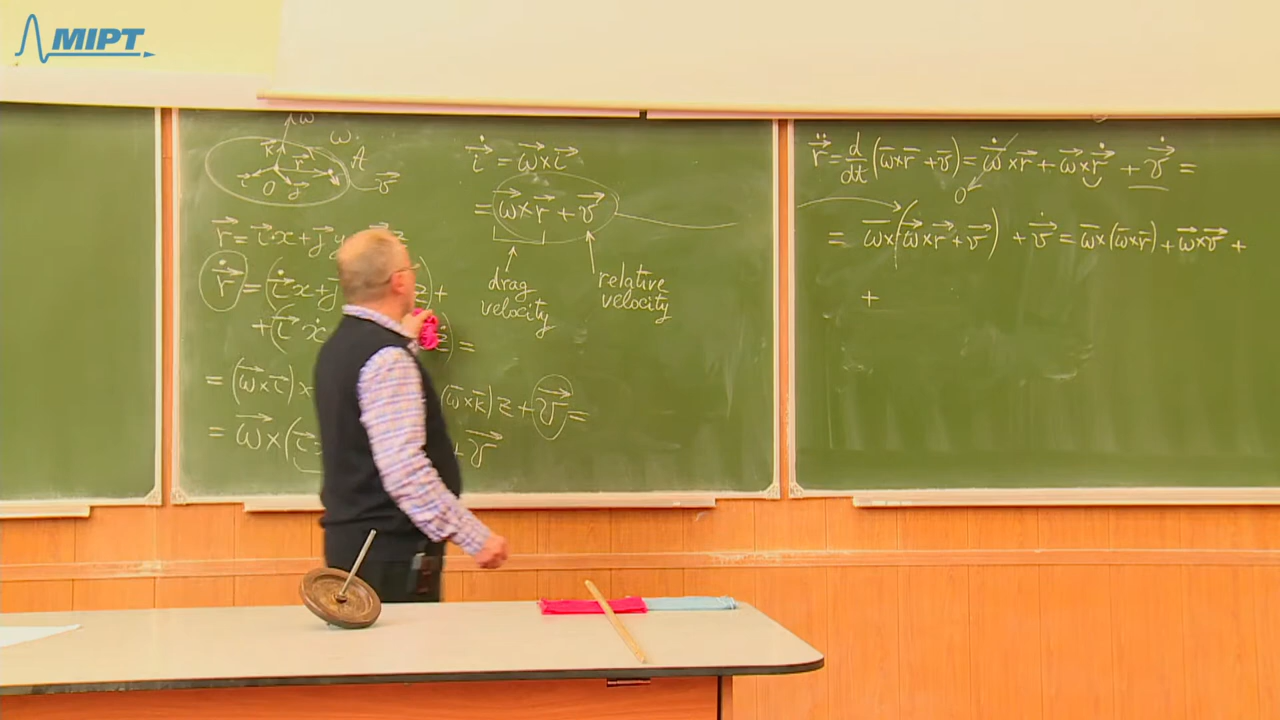 MIPT
ω
ω
k r A
i O j v
r = i x + j y
ṙ = (i̇ x +
+ (i ẋ
) =
= (ω×i) x
(ω×k) z + v =
= ω×(i
+ v
i̇ = ω×i
= ω×r + v
drag velocity
relative velocity
r̈ = d/dt (ω×r + v) = ω̇×r + ω×ṙ + v̇ =
0
= ω×(ω×r + v) + v̇ = ω×(ω×r) + ω×v +
+